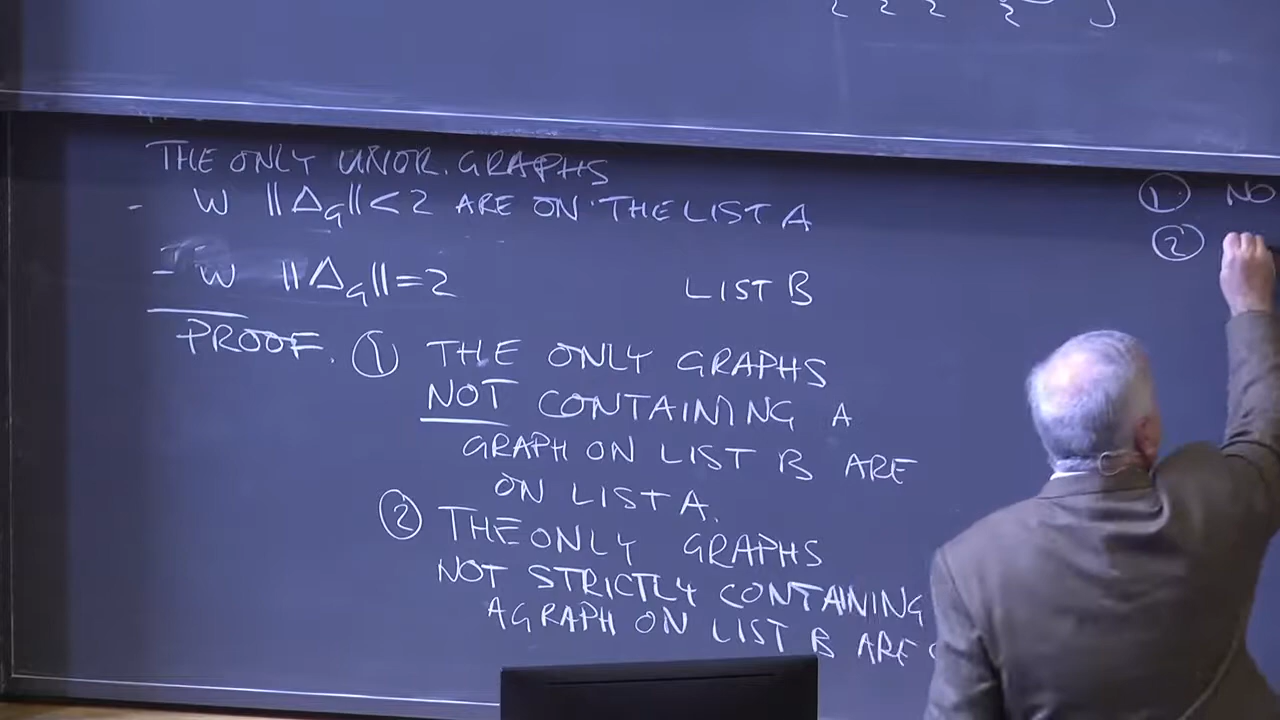 THE ONLY UNOR. GRAPHS
- W ||Δ_G|| < 2 ARE ON THE LIST A
- W ||Δ_G|| = 2 LIST B
PROOF. ① THE ONLY GRAPHS
NOT CONTAINING A
GRAPH ON LIST B ARE
ON LIST A.
② THE ONLY GRAPHS
NOT STRICTLY CONTAINING
A GRAPH ON LIST B ARE
① NO
②